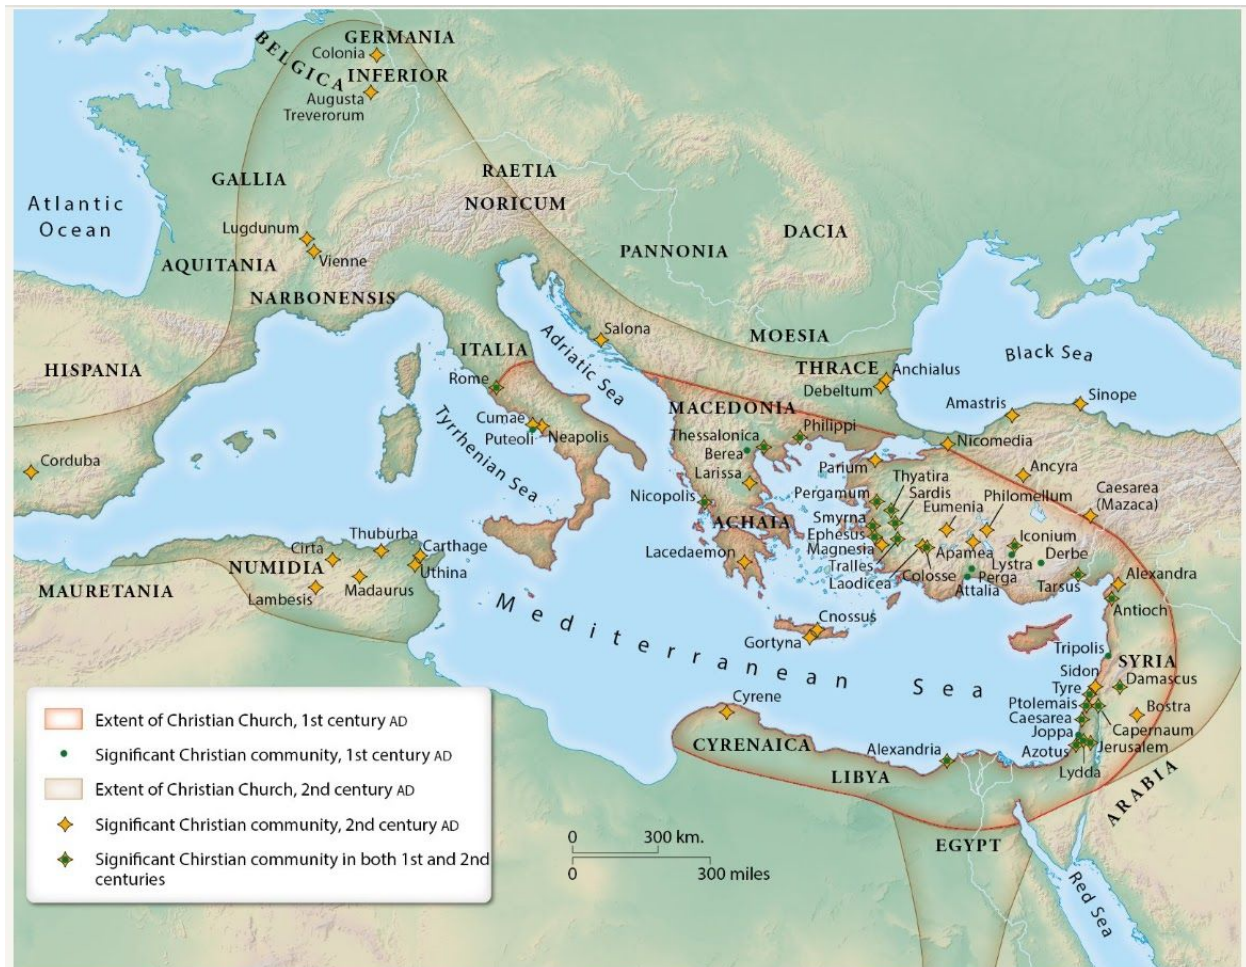 GERMANIA
INFERIOR
BELGICA
Colonia
Augusta
Treverorum
GALLIA
RAETIA
NORICUM
Atlantic
Ocean
Lugdunum
Vienne
AQUITANIA
NARBONENSIS
PANNONIA
DACIA
MOESIA
HISPANIA
ITALIA
Adriatic Sea
Salona
THRACE
Anchialus
Debeltum
Black Sea
Rome
MACEDONIA
Amastris
Sinope
Cumae
Puteoli
Neapolis
Tyrrhenian Sea
Thessalonica
Philippi
Berea
Larissa
Nicomedia
Corduba
Parium
Thyatira
Ancyra
Nicopolis
Pergamum
Sardis
Philomellum
Caesarea
(Mazaca)
Eumenia
Smyrna
ACHAIA
Ephesus
Iconium
Thuburba
Carthage
Cirta
Lacedaemon
Magnesia
Apamea
Derbe
NUMIDIA
Uthina
Tralles
Lystra
MAURETANIA
Lambesis
Madaurus
Laodicea
Colosse
Perga
Attalia
Tarsus
Alexandra
Antioch
Mediterranean Sea
Cnossus
Gortyna
Tripolis
SYRIA
Sidon
Damascus
Tyre
Cyrene
Ptolemais
Bostra
Caesarea
Capernaum
CYRENAICA
Alexandria
Joppa
Azotus
Jerusalem
LIBYA
Lydda
ARABIA
EGYPT
Red Sea
Extent of Christian Church, 1st century AD
Significant Christian community, 1st century AD
Extent of Christian Church, 2nd century AD
Significant Christian community, 2nd century AD
Significant Chirstian community in both 1st and 2nd
centuries
0 300 km.
0 300 miles